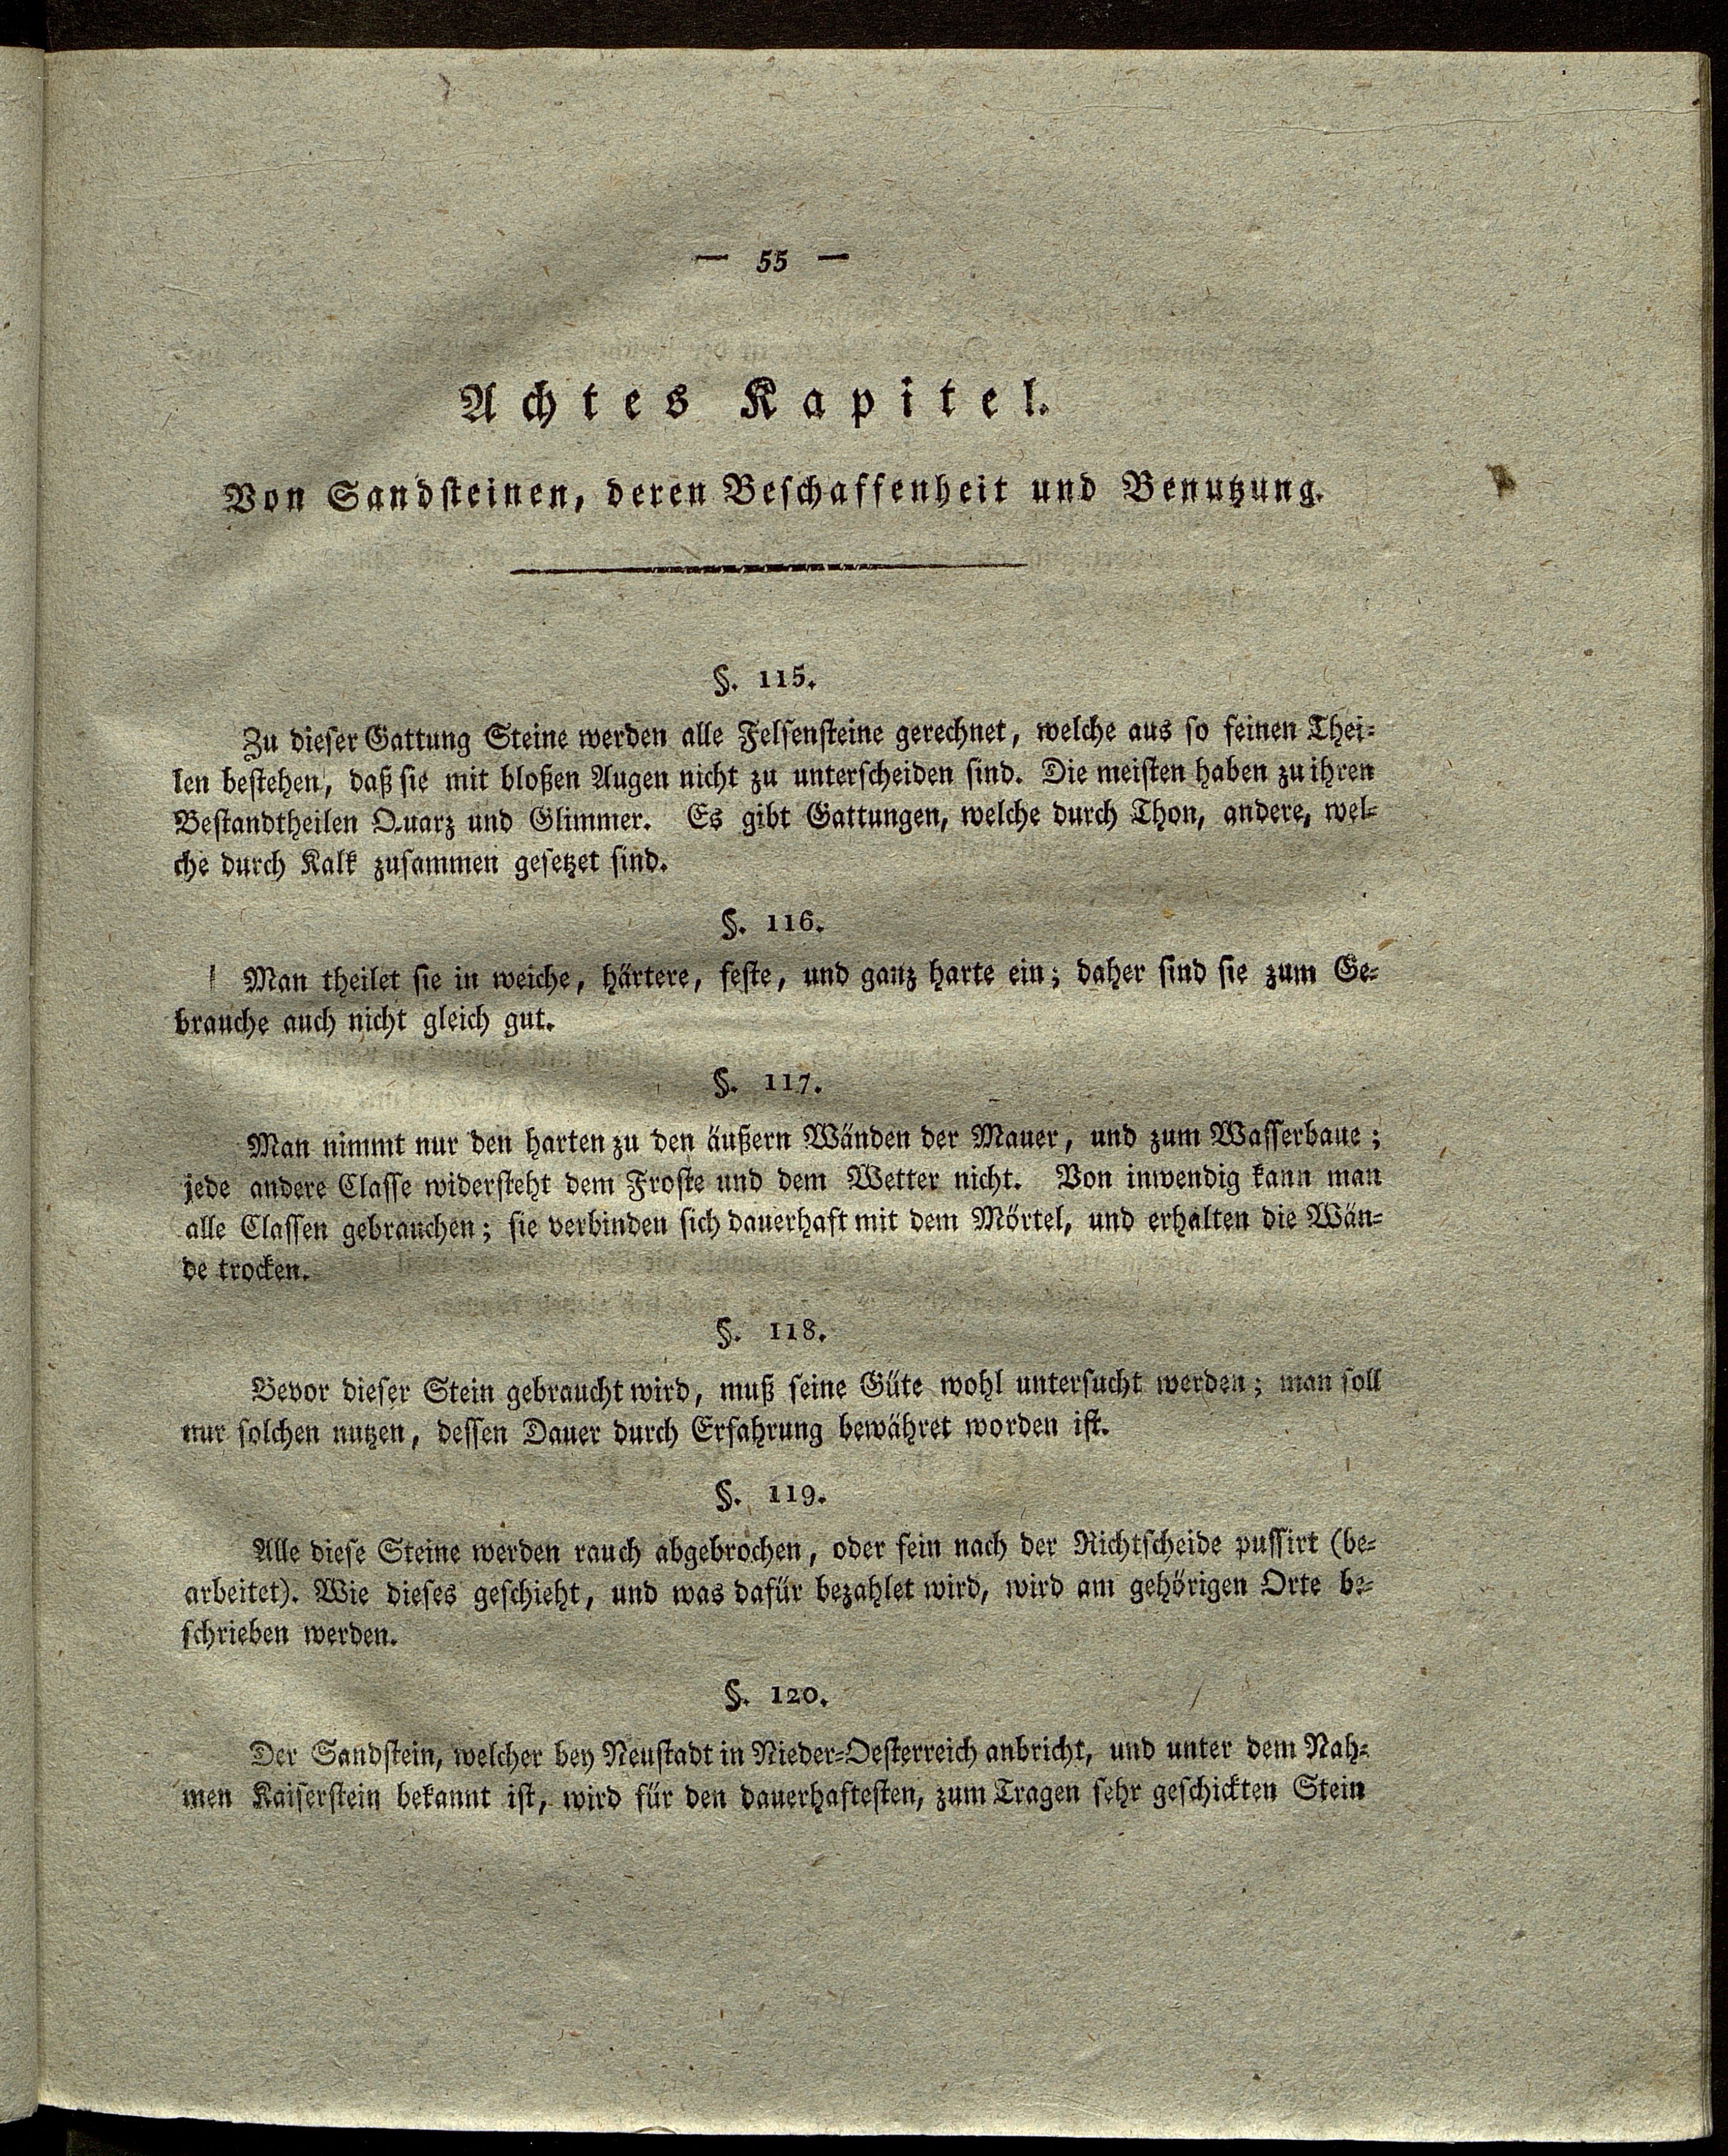 — 55 —
Achtes Kapitel.
Von Sandsteinen, deren Beschaffenheit und Benutzung.
§. 115.
Zu dieser Gattung Steine werden alle Felsensteine gerechnet, welche aus so feinen Thei-
len bestehen, daß sie mit bloßen Augen nicht zu unterscheiden sind. Die meisten haben zu ihren
Bestandtheilen Quarz und Glimmer. Es gibt Gattungen, welche durch Thon, andere, wel-
che durch Kalk zusammen gesetzet sind.
§. 116.
Man theilet sie in weiche, härtere, feste, und ganz harte ein; daher sind sie zum Ge-
brauche auch nicht gleich gut.
§. 117.
Man nimmt nur den harten zu den äußern Wänden der Mauer, und zum Wasserbaue;
jede andere Classe widersteht dem Froste und dem Wetter nicht. Von inwendig kann man
alle Classen gebrauchen; sie verbinden sich dauerhaft mit dem Mörtel, und erhalten die Wän-
de trocken.
§. 118.
Bevor dieser Stein gebraucht wird, muß seine Güte wohl untersucht werden; man soll
nur solchen nutzen, dessen Dauer durch Erfahrung bewähret worden ist.
§. 119.
Alle diese Steine werden rauch abgebrochen, oder fein nach der Richtscheide pussirt (be-
arbeitet). Wie dieses geschieht, und was dafür bezahlet wird, wird am gehörigen Orte be-
schrieben werden.
§. 120.
Der Sandstein, welcher bey Neustadt in Nieder-Oesterreich anbricht, und unter dem Nah-
men Kaiserstein bekannt ist, wird für den dauerhaftesten, zum Tragen sehr geschickten Stein